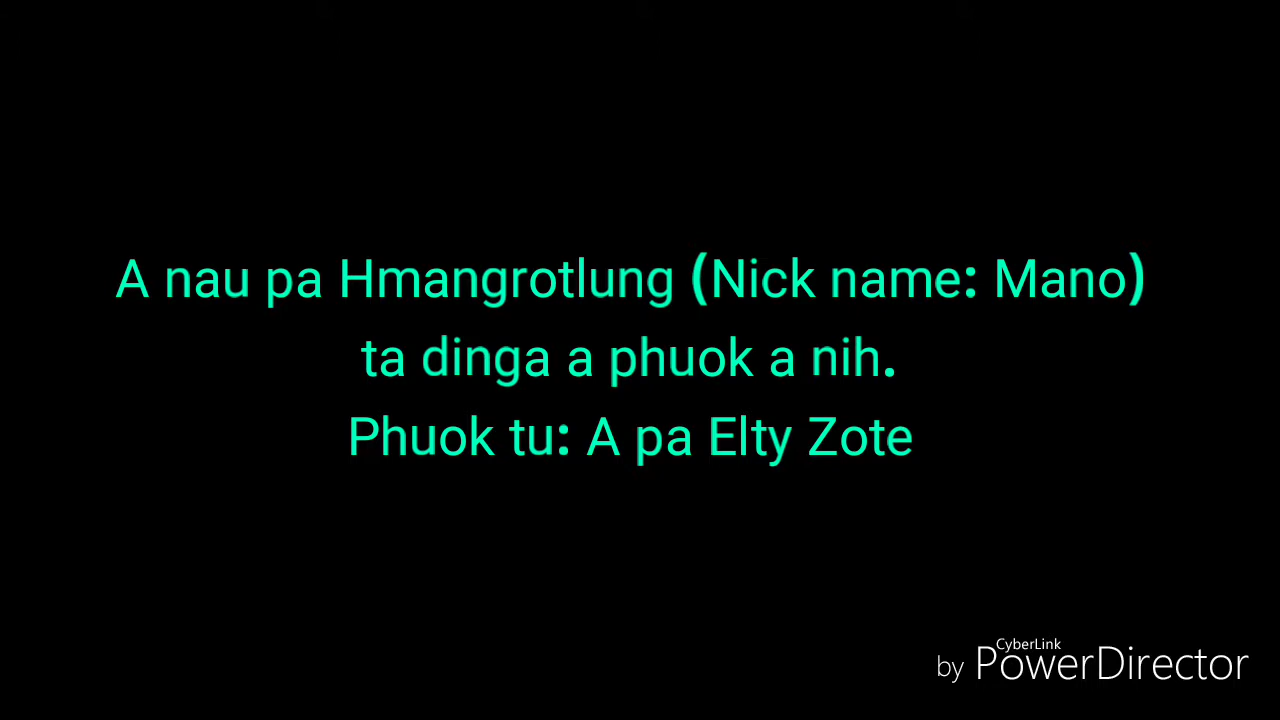 A nau pa Hmangrotlung (Nick name: Mano)
ta dinga a phuok a nih.
Phuok tu: A pa Elty Zote
CyberLink
by PowerDirector